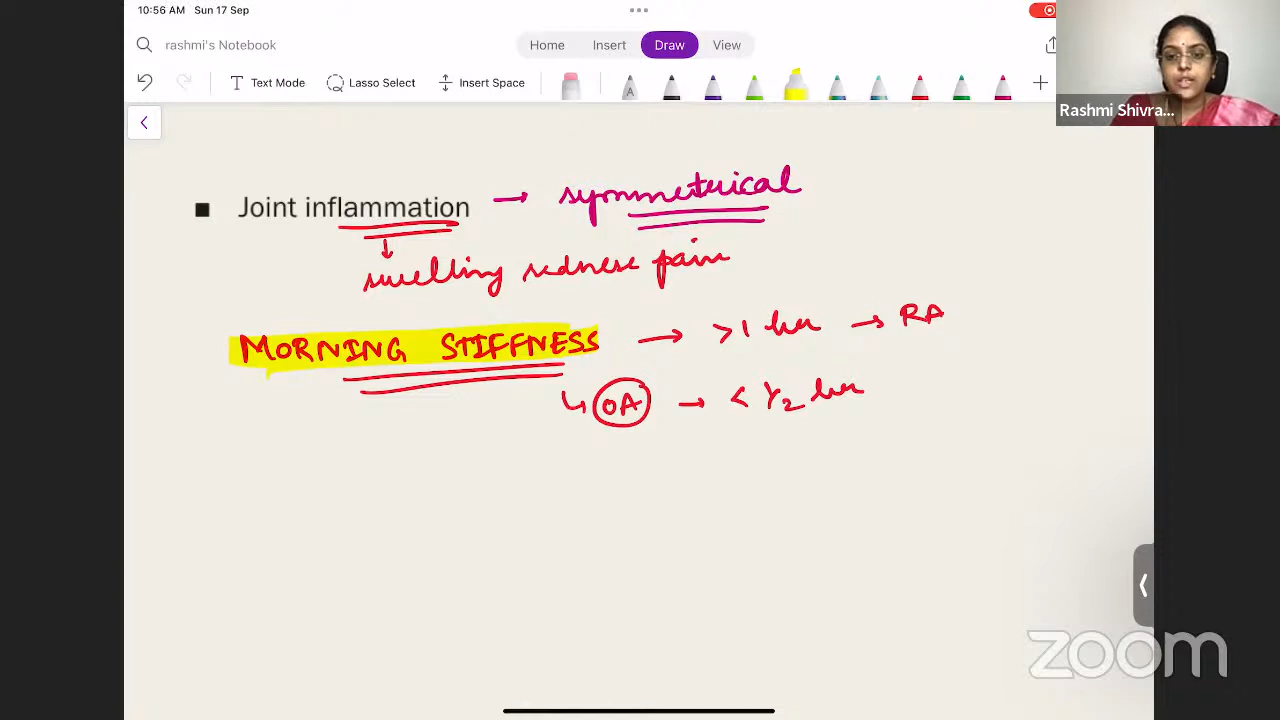 10:56 AM Sun 17 Sep
rashmi's Notebook
Home Insert Draw View
Text Mode Lasso Select Insert Space
A
Rashmi Shivra...
■ Joint inflammation → symmetrical
↓
swelling redness pain
MORNING STIFFNESS → >1 hr → RA
↳ OA → < 1/2 hr
zoom